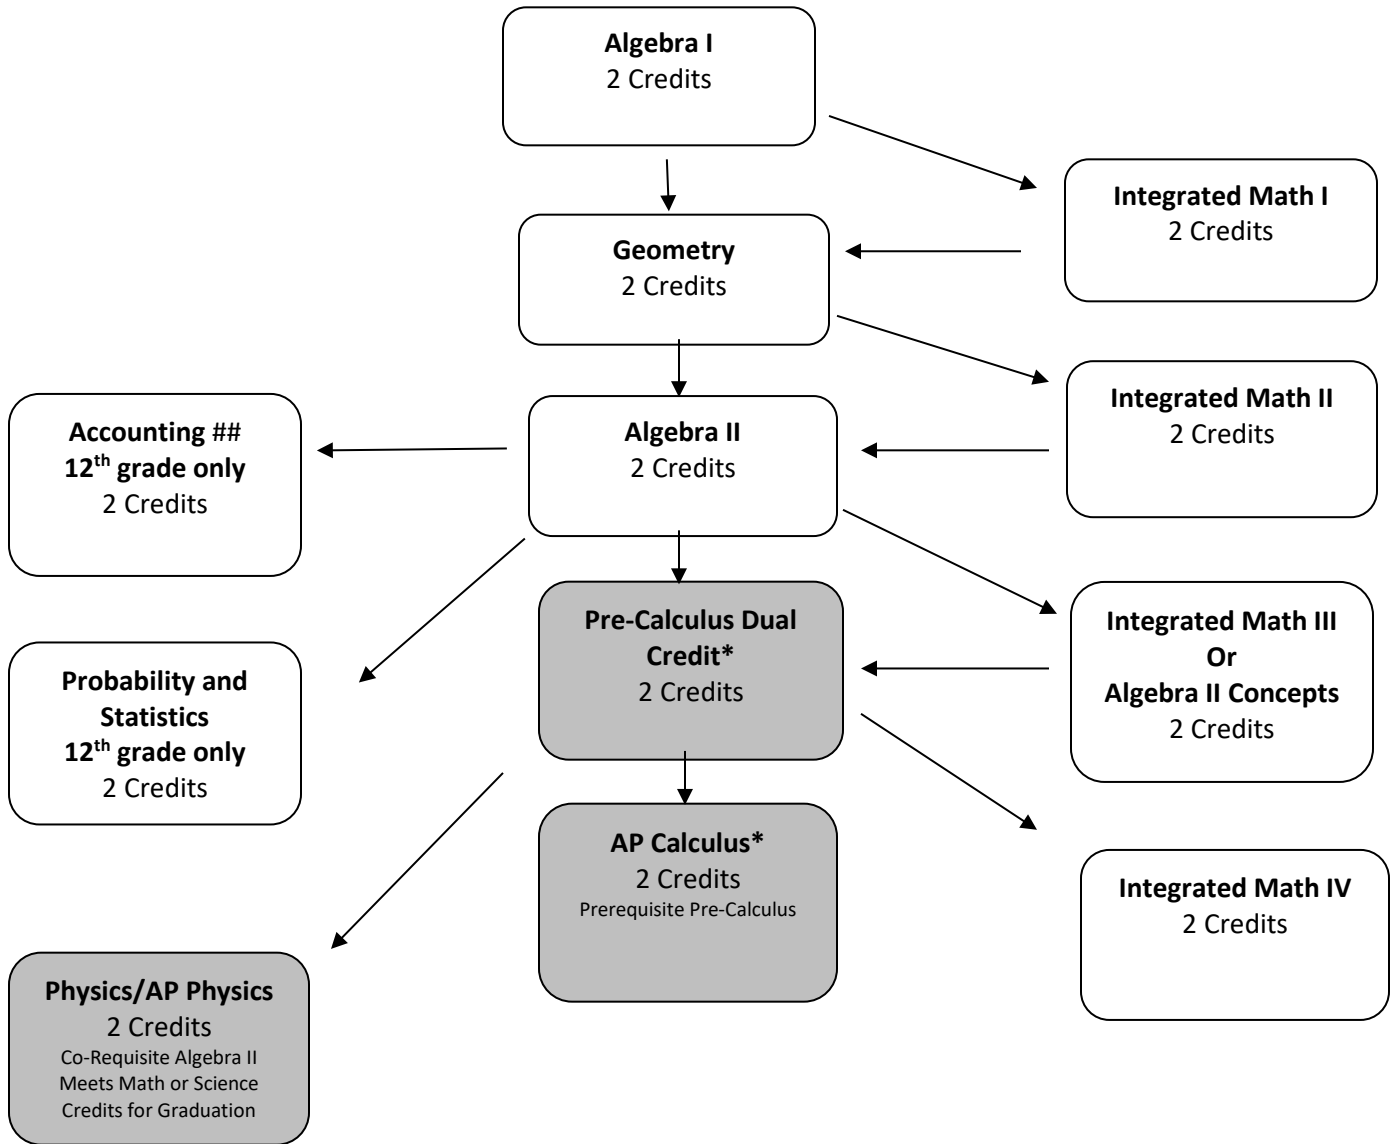 Algebra I
2 Credits
Integrated Math I
2 Credits
Geometry
2 Credits
Integrated Math II
2 Credits
Accounting ##
12th grade only
2 Credits
Algebra II
2 Credits
Pre-Calculus Dual
Credit*
2 Credits
Integrated Math III
Or
Algebra II Concepts
2 Credits
Probability and
Statistics
12th grade only
2 Credits
AP Calculus*
2 Credits
Prerequisite Pre-Calculus
Integrated Math IV
2 Credits
Physics/AP Physics
2 Credits
Co-Requisite Algebra II
Meets Math or Science
Credits for Graduation